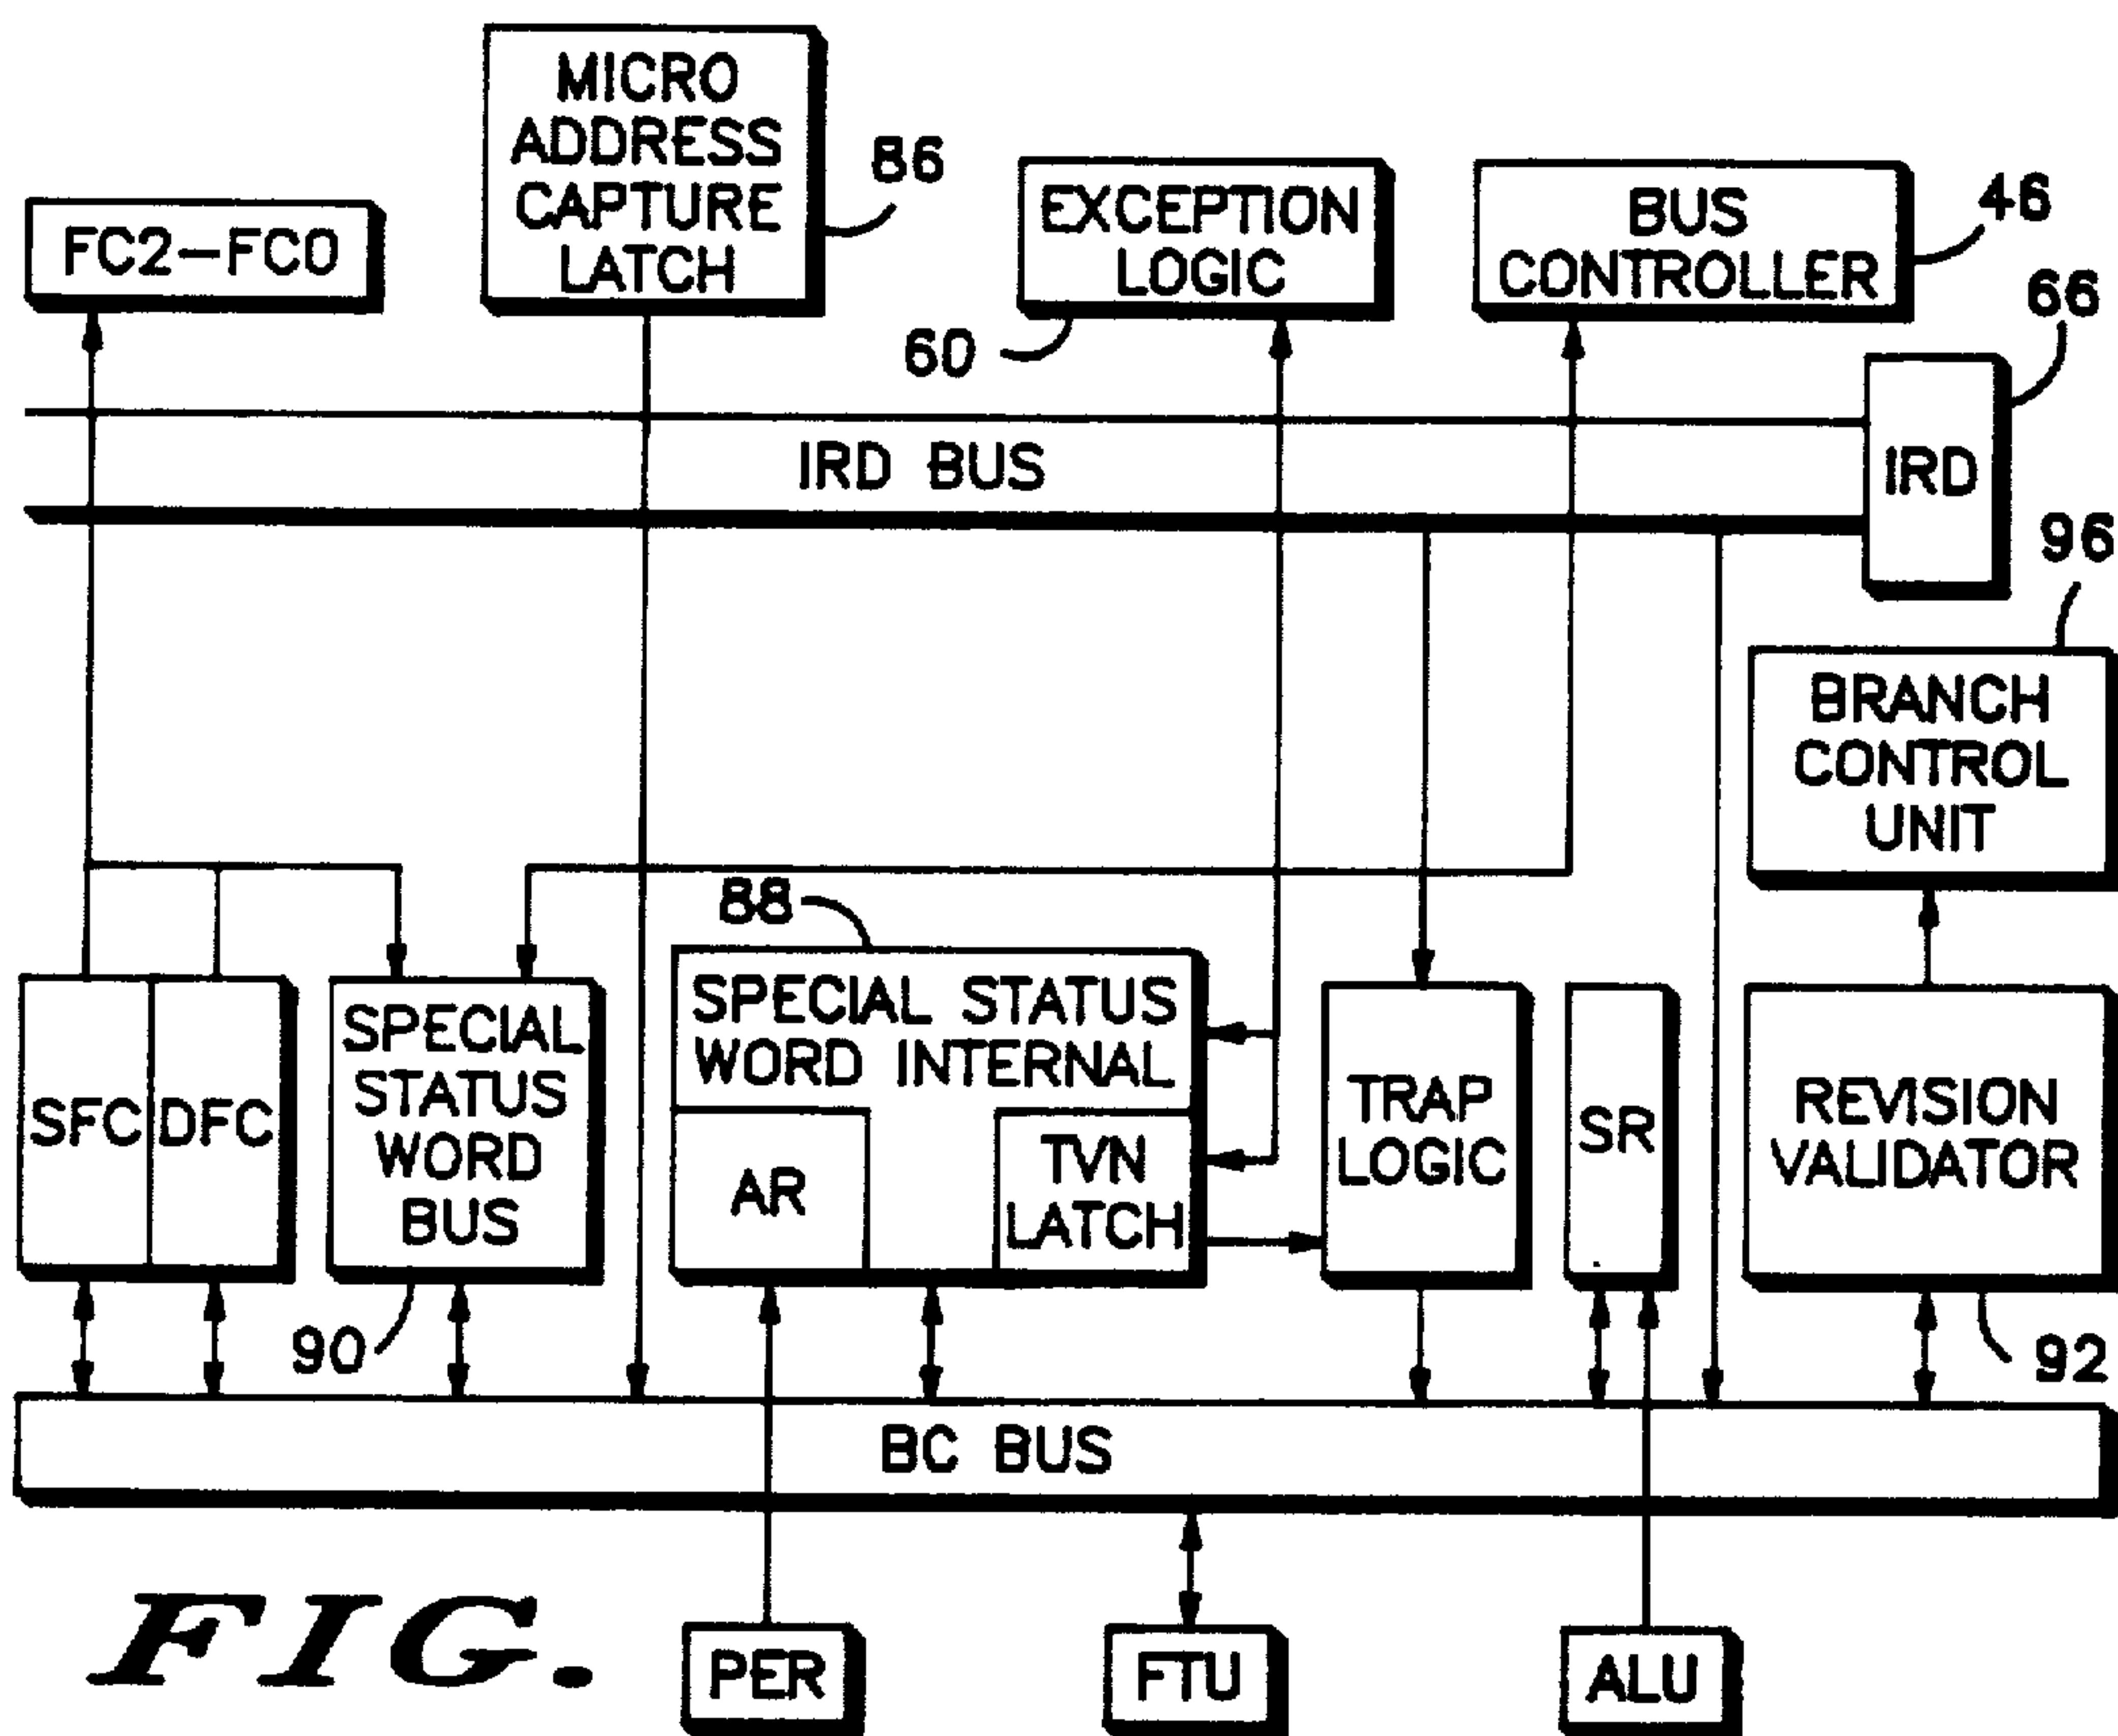 MICRO
ADDRESS
CAPTURE
LATCH
86
FC2-FC0
EXCEPTION
LOGIC
60
BUS
CONTROLLER
46
66
IRD BUS
IRD
96
BRANCH
CONTROL
UNIT
88
SFC
DFC
SPECIAL
STATUS
WORD
BUS
90
SPECIAL STATUS
WORD INTERNAL
AR
TVN
LATCH
TRAP
LOGIC
SR
REVISION
VALIDATOR
92
BC BUS
FIG.
PER
FTU
ALU